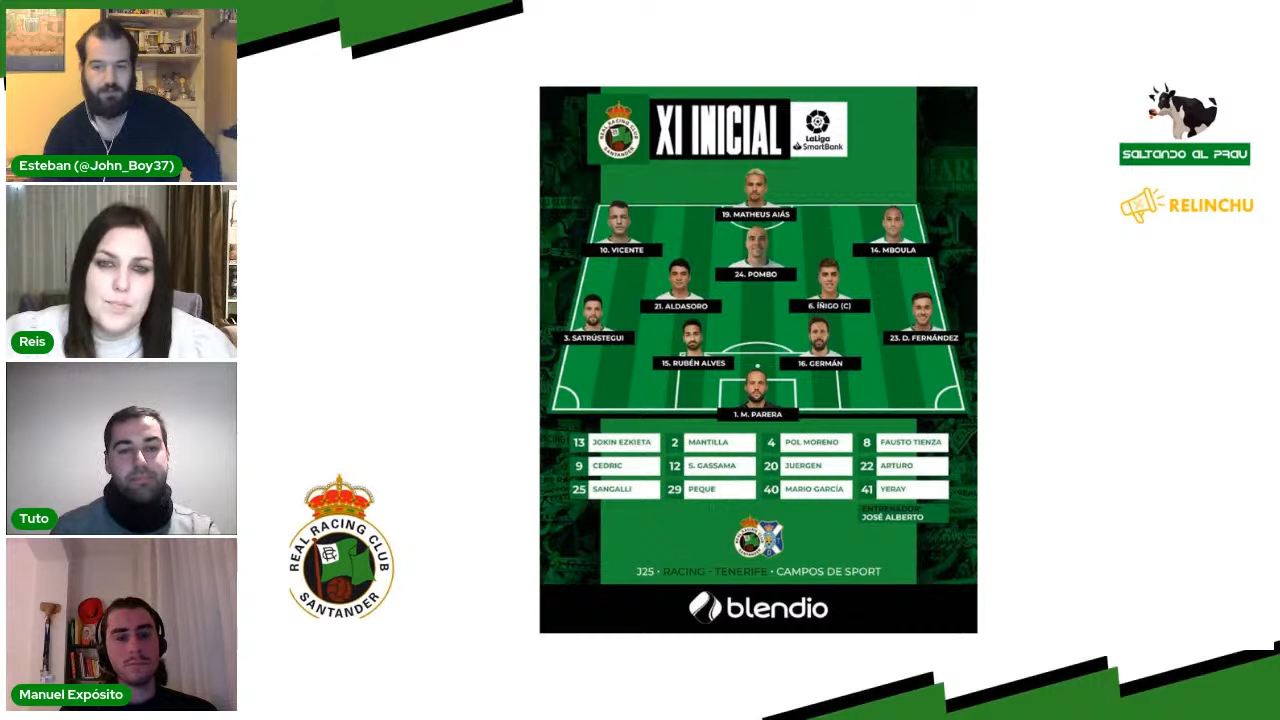 Esteban (@John_Boy37)
Reis
Tuto
Manuel Expósito
REAL RACING CLUB
SANTANDER
REAL RACING CLUB
SANTANDER
XI INICIAL
LaLiga
SmartBank
19. MATHEUS AIÁS
10. VICENTE
14. MBOULA
24. POMBO
21. ALDASORO
6. ÍÑIGO (C)
3. SATRÚSTEGUI
23. D. FERNÁNDEZ
15. RUBÉN ALVES
16. GERMÁN
1. M. PARERA
13 JOKIN EZKIETA 2 MANTILLA 4 POL MORENO 8 FAUSTO TIENZA
9 CEDRIC 12 S. GASSAMA 20 JUERGEN 22 ARTURO
25 SANGALLI 29 PEQUE 40 MARIO GARCÍA 41 YERAY
ENTRENADOR:
JOSÉ ALBERTO
J25 · RACING - TENERIFE · CAMPOS DE SPORT
blendio
SALTANDO AL PRAU
RELINCHU